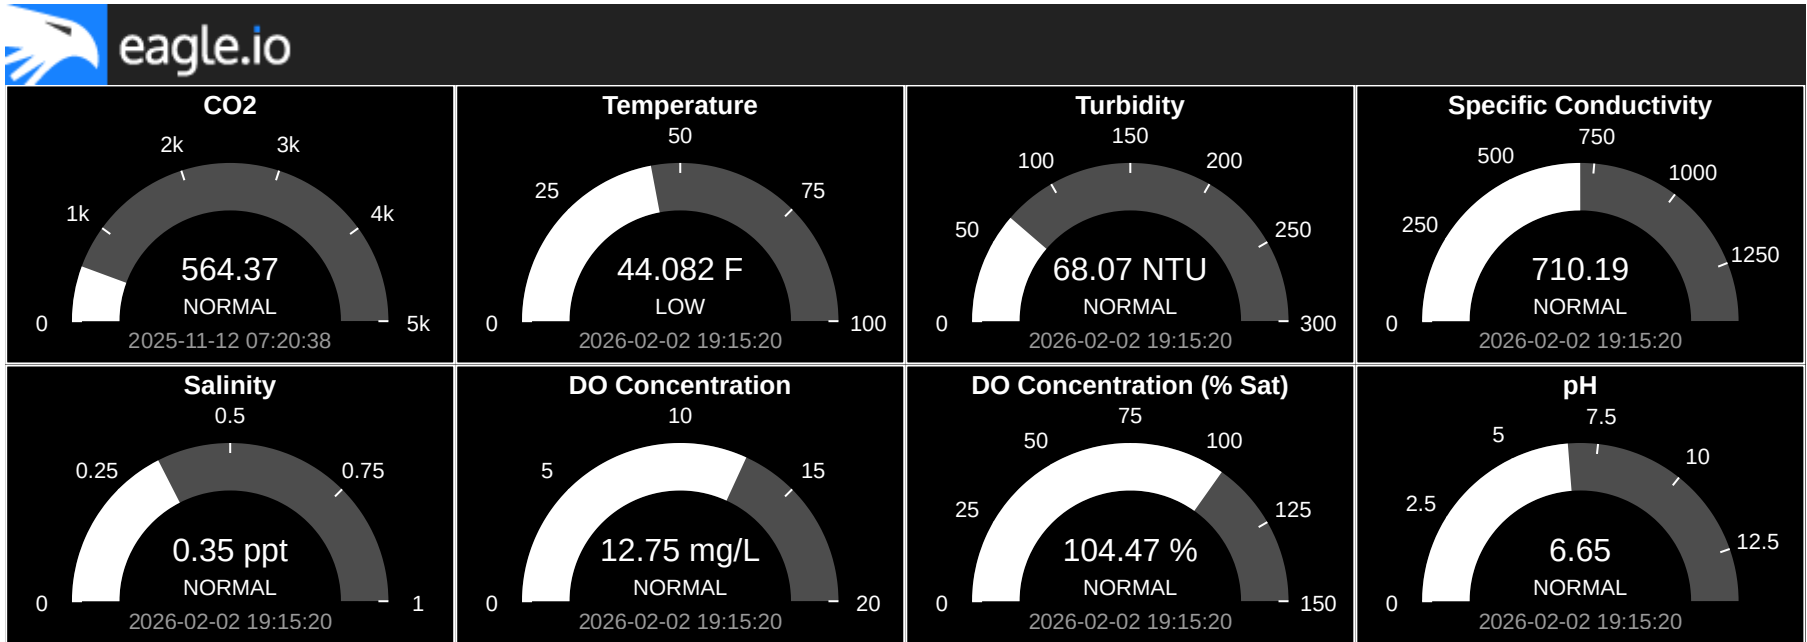 eagle.io
CO2
0
1k
2k
3k
4k
5k
564.37
NORMAL
2025-11-12 07:20:38
Temperature
0
25
50
75
100
44.082 F
LOW
2026-02-02 19:15:20
Turbidity
0
50
100
150
200
250
300
68.07 NTU
NORMAL
2026-02-02 19:15:20
Specific Conductivity
0
250
500
750
1000
1250
710.19
NORMAL
2026-02-02 19:15:20
Salinity
0
0.25
0.5
0.75
1
0.35 ppt
NORMAL
2026-02-02 19:15:20
DO Concentration
0
5
10
15
20
12.75 mg/L
NORMAL
2026-02-02 19:15:20
DO Concentration (% Sat)
0
25
50
75
100
125
150
104.47 %
NORMAL
2026-02-02 19:15:20
pH
0
2.5
5
7.5
10
12.5
6.65
NORMAL
2026-02-02 19:15:20